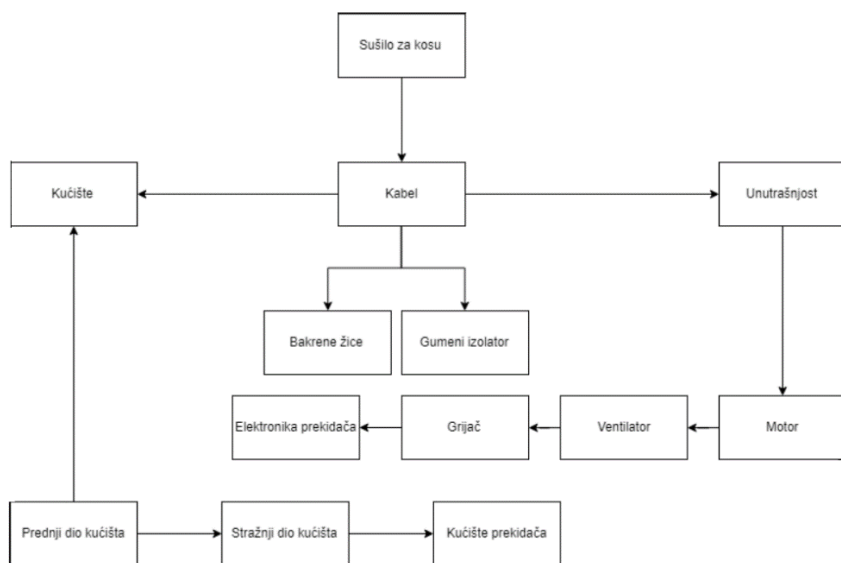 Sušilo za kosu
Kućište
Kabel
Unutrašnjost
Bakrene žice
Gumeni izolator
Elektronika prekidača
Grijač
Ventilator
Motor
Prednji dio kućišta
Stražnji dio kućišta
Kućište prekidača